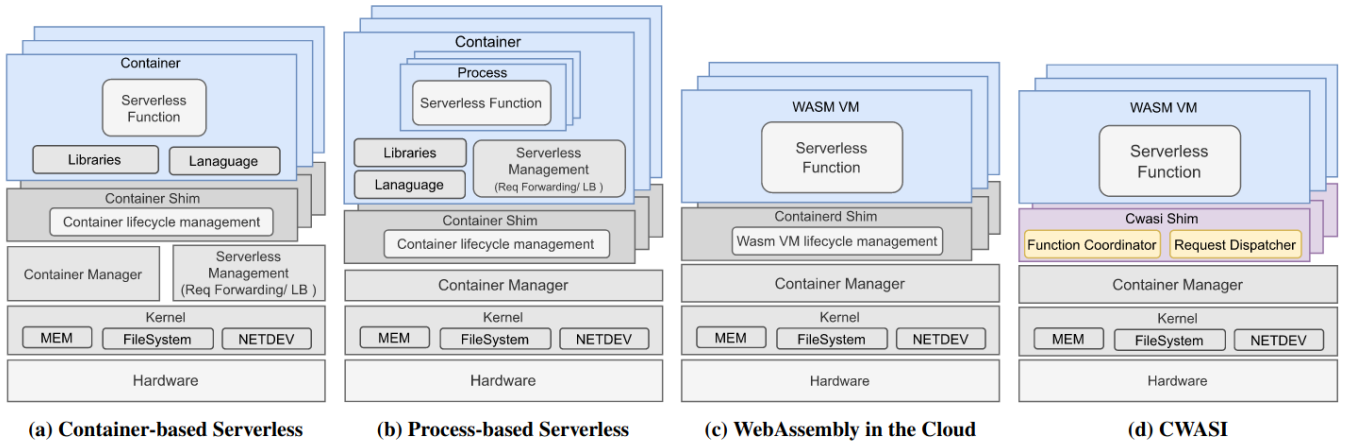 Container
Serverless
Function
Libraries
Lanaguage
Container Shim
Container lifecycle management
Container Manager
Serverless
Management
(Req Forwarding/ LB )
Kernel
MEM
FileSystem
NETDEV
Hardware
(a) Container-based Serverless
Container
Process
Serverless Function
Libraries
Lanaguage
Serverless
Management
(Req Forwarding/ LB )
Container Shim
Container lifecycle management
Container Manager
Kernel
MEM
FileSystem
NETDEV
Hardware
(b) Process-based Serverless
WASM VM
Serverless
Function
Containerd Shim
Wasm VM lifecycle management
Container Manager
Kernel
MEM
FileSystem
NETDEV
Hardware
(c) WebAssembly in the Cloud
WASM VM
Serverless
Function
Cwasi Shim
Function Coordinator
Request Dispatcher
Container Manager
Kernel
MEM
FileSystem
NETDEV
Hardware
(d) CWASI